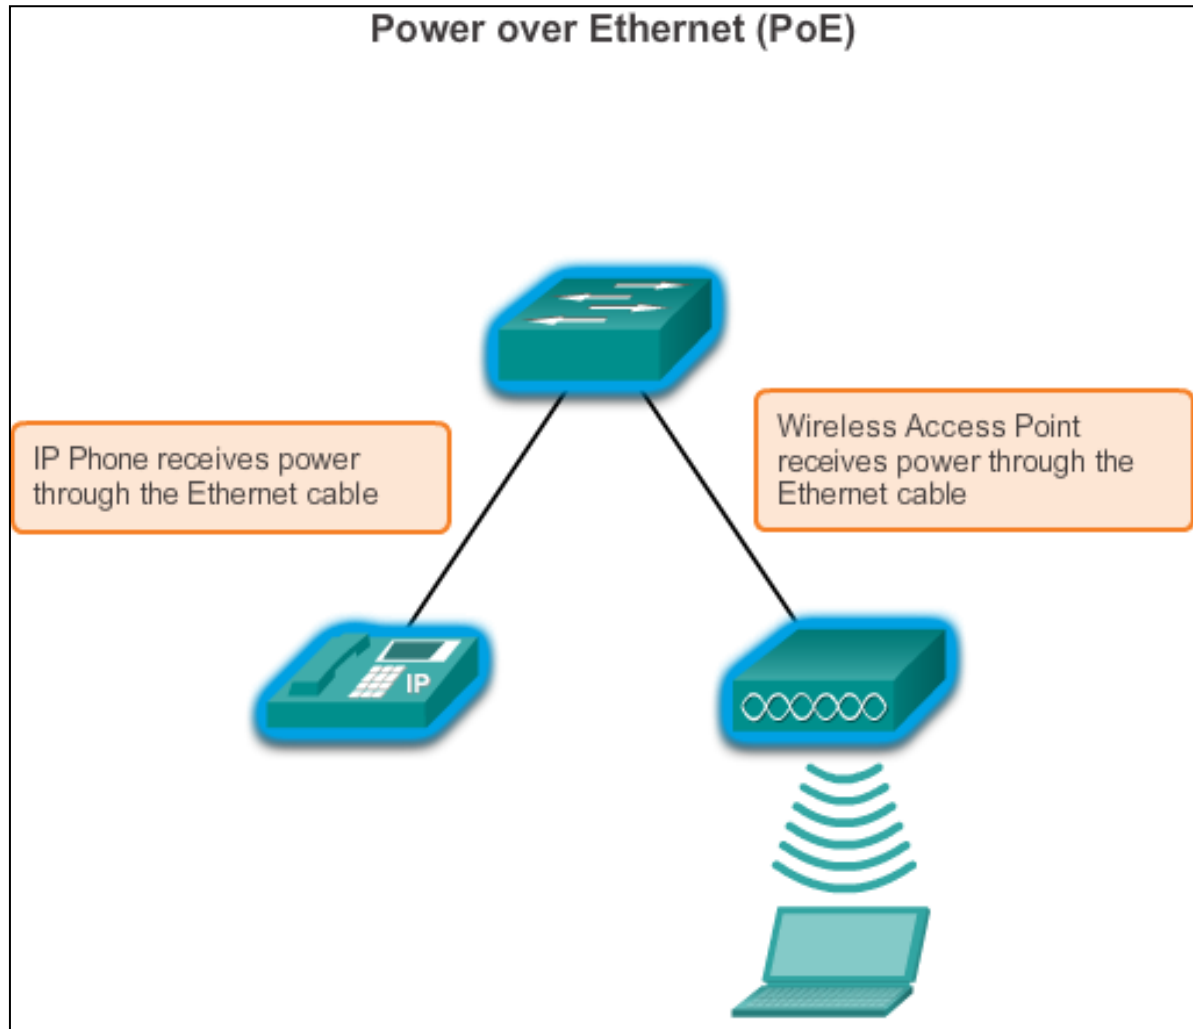 Power over Ethernet (PoE)
IP Phone receives power
through the Ethernet cable
Wireless Access Point
receives power through the
Ethernet cable
IP